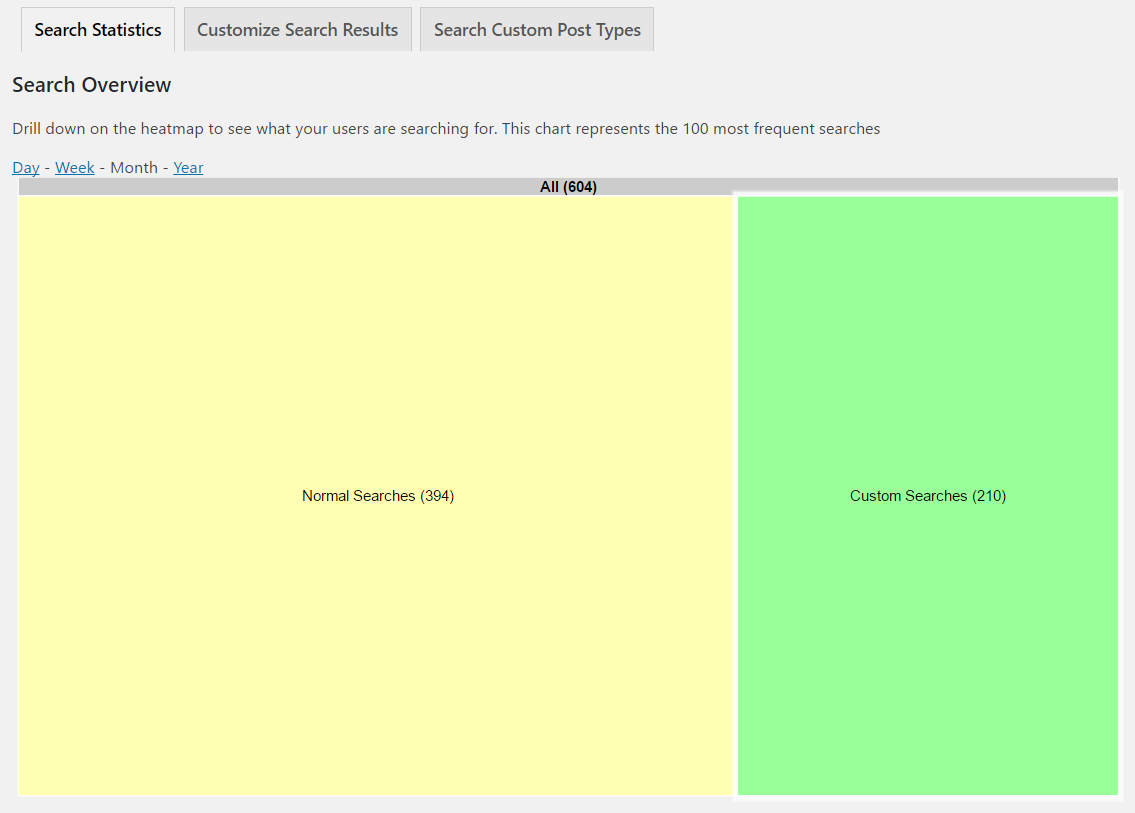 Search Statistics
Customize Search Results
Search Custom Post Types
Search Overview
Drill down on the heatmap to see what your users are searching for. This chart represents the 100 most frequent searches
Day - Week - Month - Year
All (604)
Normal Searches (394)
Custom Searches (210)